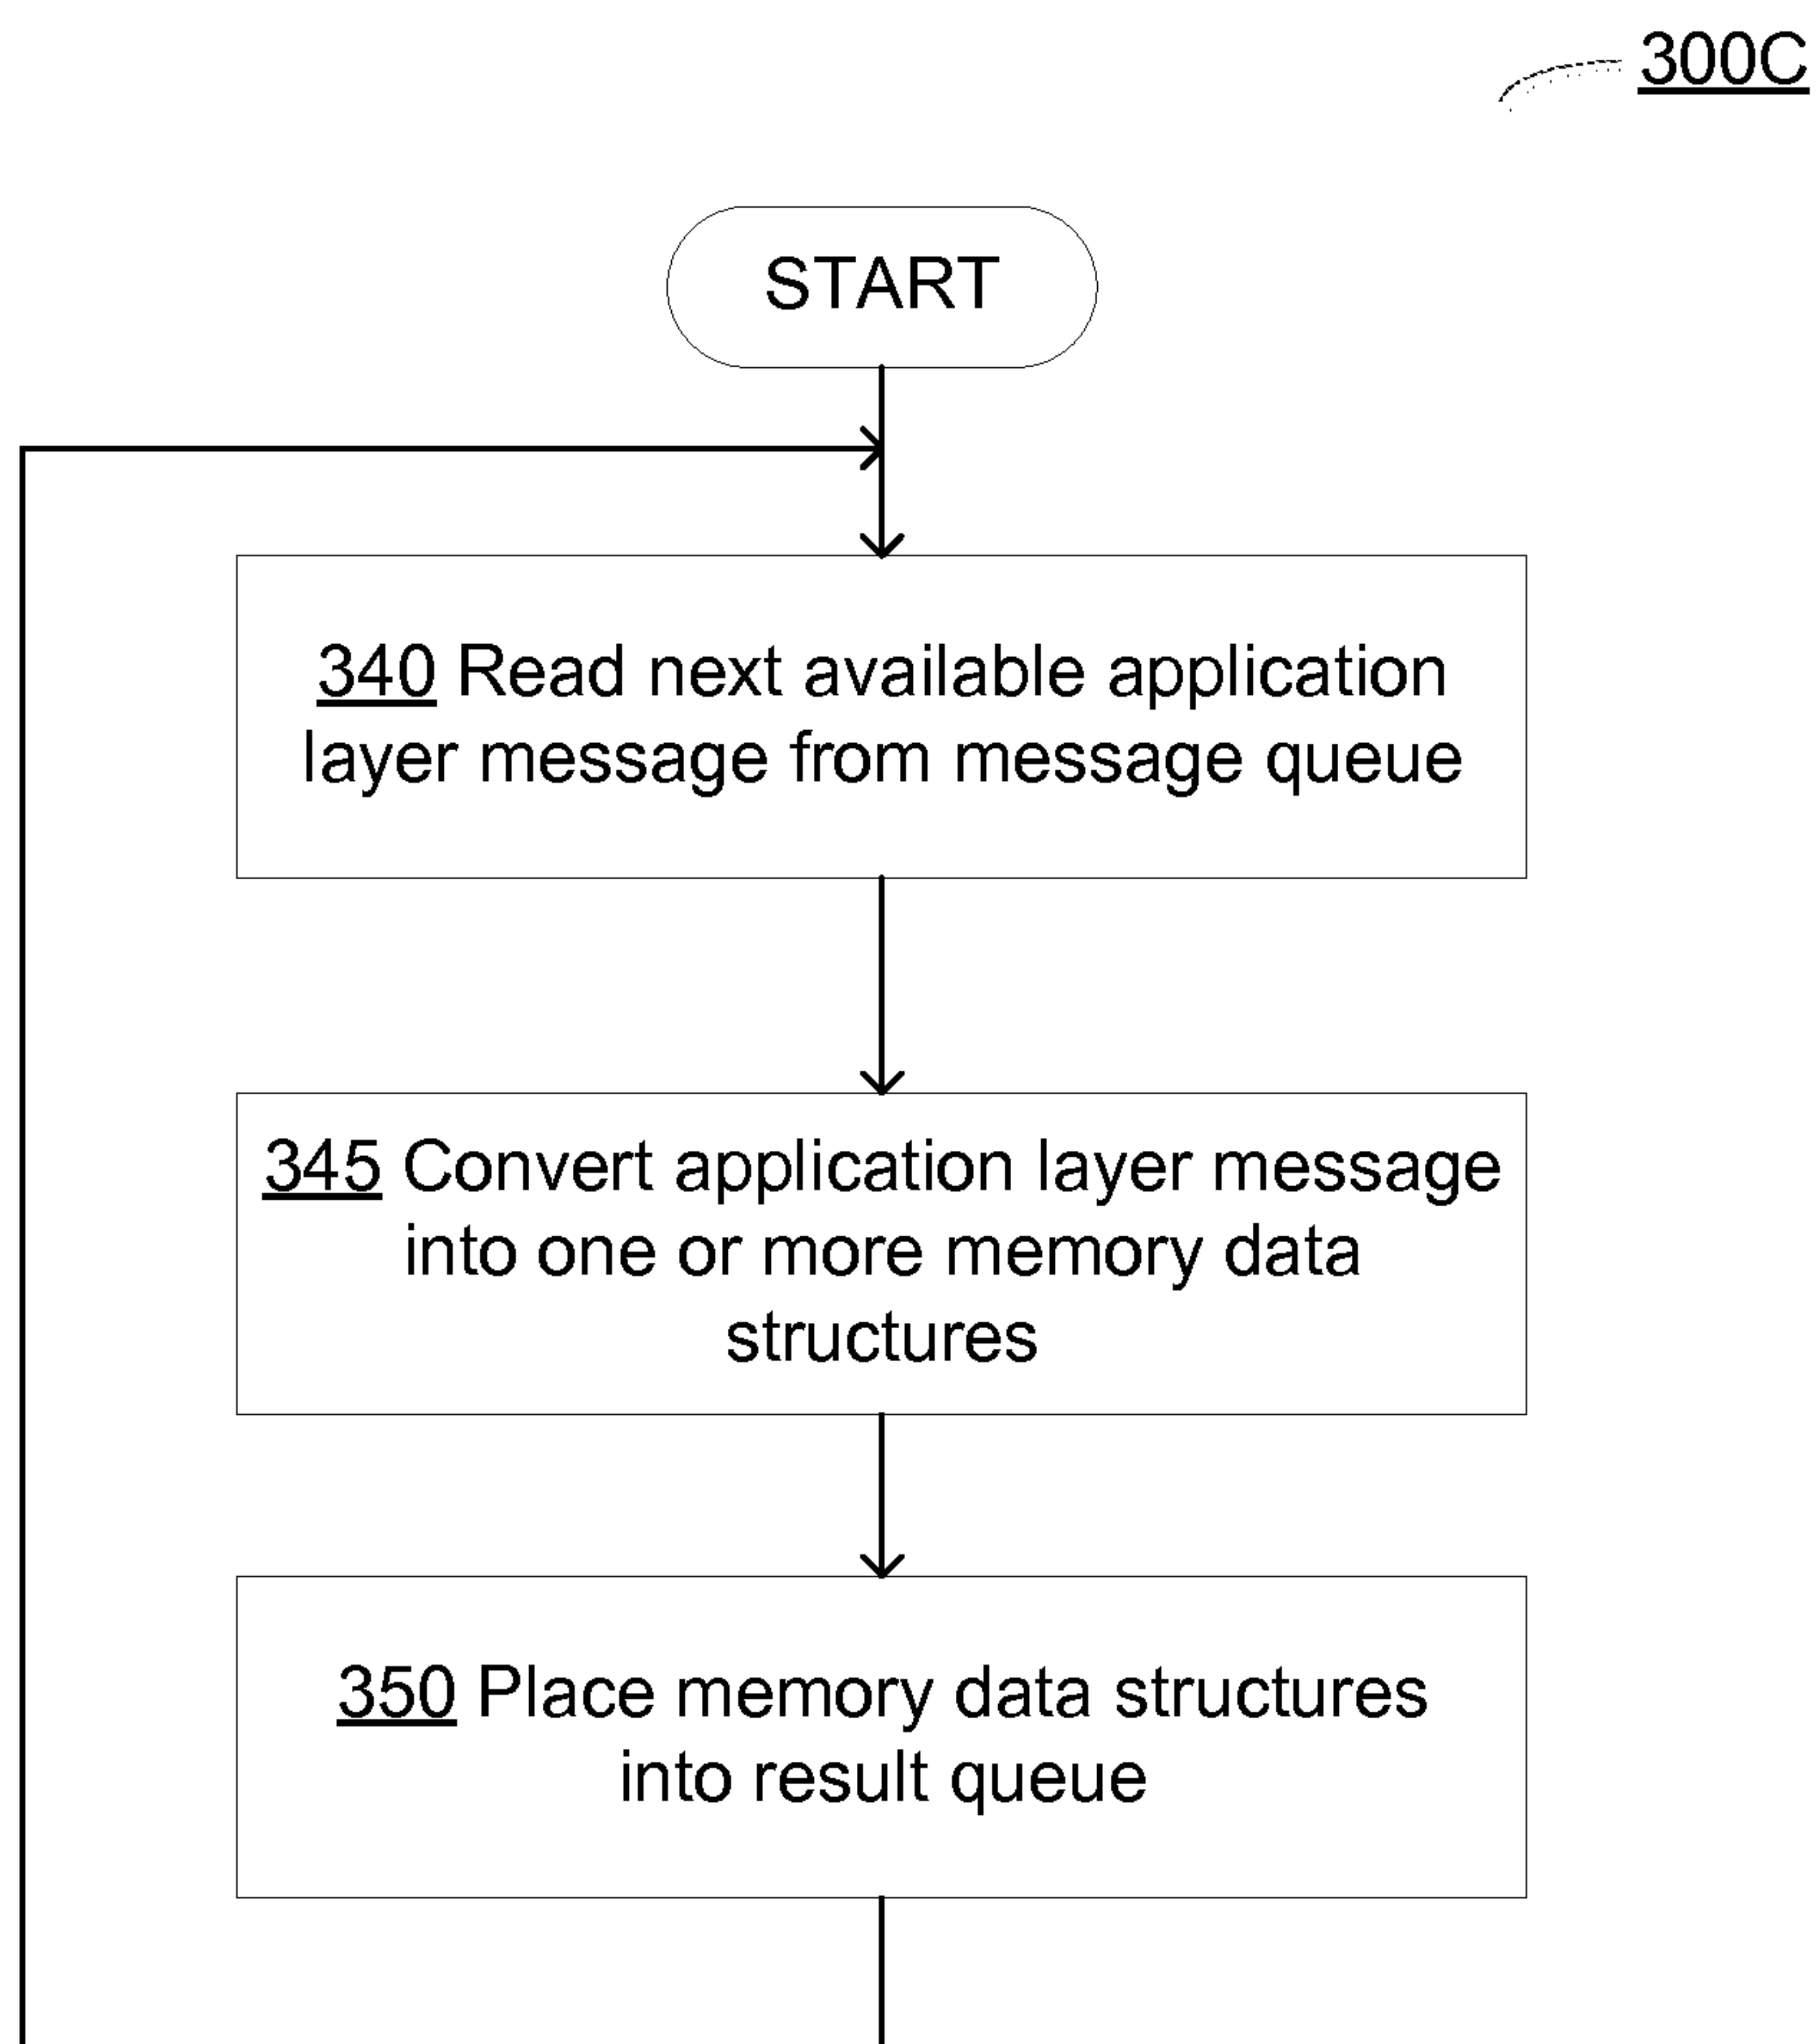 300C
START
340 Read next available application
layer message from message queue
345 Convert application layer message
into one or more memory data
structures
350 Place memory data structures
into result queue